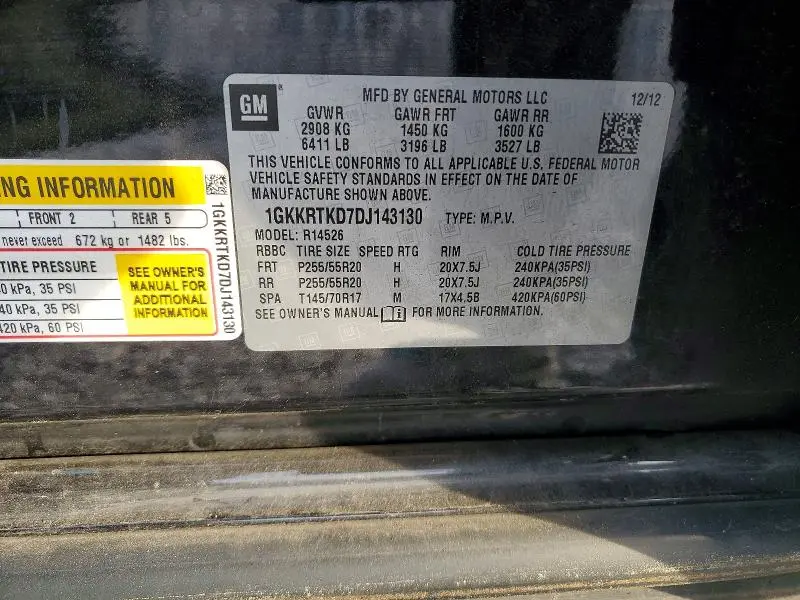 GM
MFD BY GENERAL MOTORS LLC 12/12
GVWR GAWR FRT GAWR RR
2908 KG 1450 KG 1600 KG
6411 LB 3196 LB 3527 LB
THIS VEHICLE CONFORMS TO ALL APPLICABLE U.S. FEDERAL MOTOR
VEHICLE SAFETY STANDARDS IN EFFECT ON THE DATE OF
MANUFACTURE SHOWN ABOVE.
1GKKRTKD7DJ143130 TYPE: M.P.V.
MODEL: R14526
RBBC TIRE SIZE SPEED RTG RIM COLD TIRE PRESSURE
FRT P255/55R20 H 20X7.5J 240KPA(35PSI)
RR P255/55R20 H 20X7.5J 240KPA(35PSI)
SPA T145/70R17 M 17X4.5B 420KPA(60PSI)
SEE OWNER'S MANUAL i FOR MORE INFORMATION.
NG INFORMATION
FRONT 2 REAR 5
never exceed 672 kg or 1482 lbs.
TIRE PRESSURE
0 kPa, 35 PSI
40 kPa, 35 PSI
420 kPa, 60 PSI
SEE OWNER'S
MANUAL FOR
ADDITIONAL
INFORMATION
1GKKRTKD7DJ143130